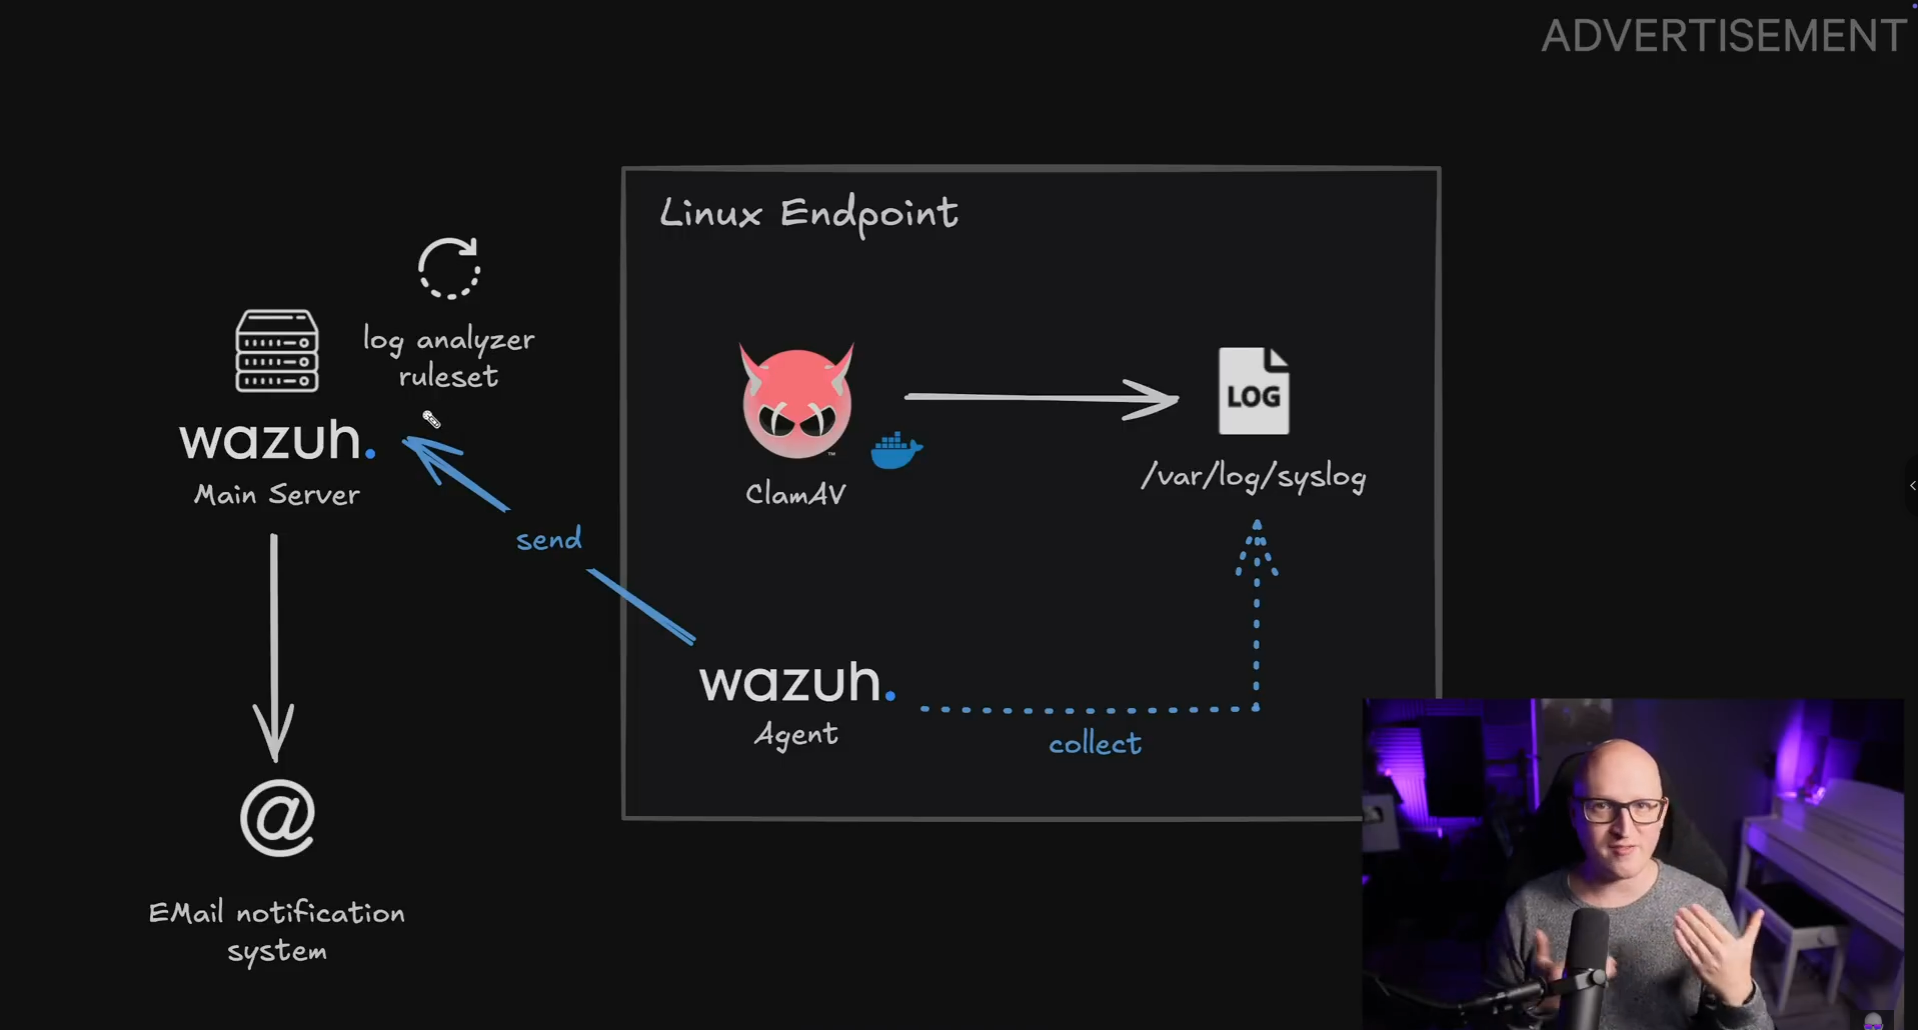 ADVERTISEMENT
Linux Endpoint
log analyzer
ruleset
wazuh.
Main Server
send
ClamAV
™
LOG
/var/log/syslog
wazuh.
Agent
collect
@
EMail notification
system